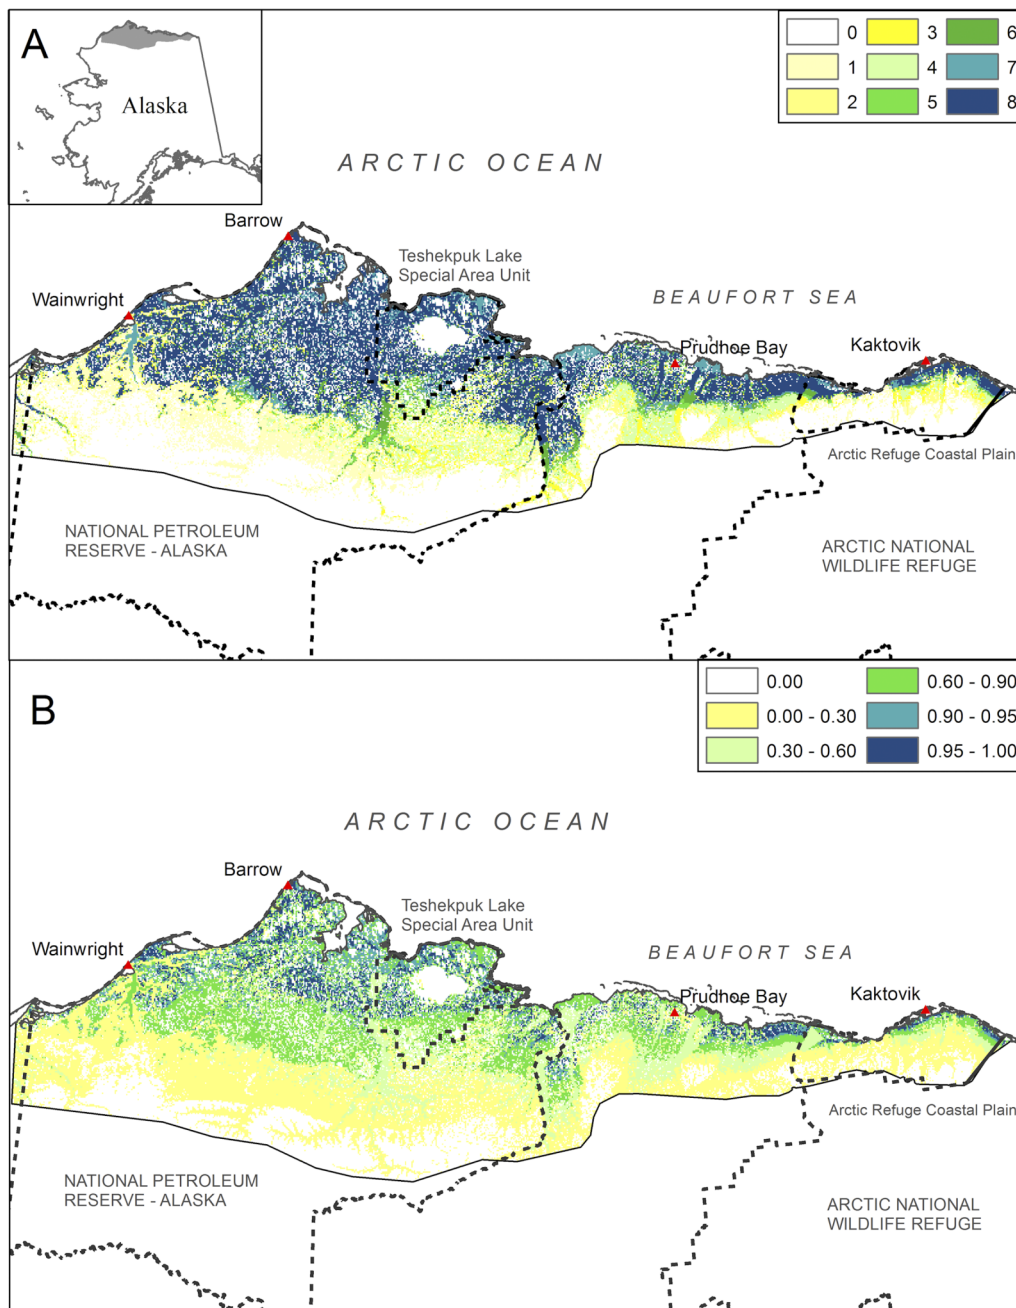 A
Alaska
0 3 6
1 4 7
2 5 8
ARCTIC OCEAN
Barrow
Teshekpuk Lake
Special Area Unit
Wainwright
BEAUFORT SEA
Prudhoe Bay
Kaktovik
Arctic Refuge Coastal Plain
NATIONAL PETROLEUM
RESERVE - ALASKA
ARCTIC NATIONAL
WILDLIFE REFUGE
B
0.00 0.60 - 0.90
0.00 - 0.30 0.90 - 0.95
0.30 - 0.60 0.95 - 1.00
ARCTIC OCEAN
Barrow
Teshekpuk Lake
Special Area Unit
Wainwright
BEAUFORT SEA
Prudhoe Bay
Kaktovik
Arctic Refuge Coastal Plain
NATIONAL PETROLEUM
RESERVE - ALASKA
ARCTIC NATIONAL
WILDLIFE REFUGE